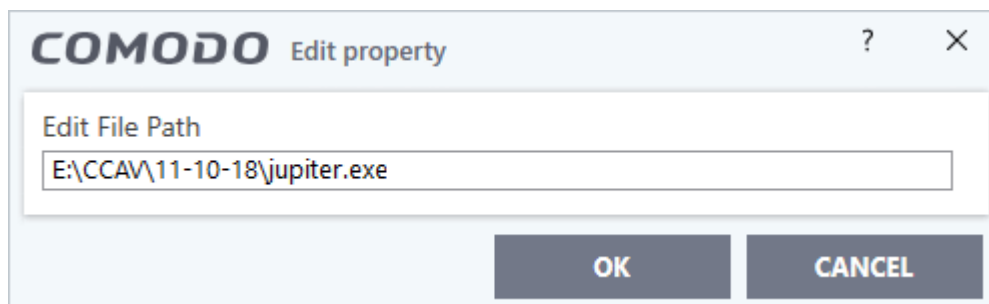 COMODO Edit property ? X
Edit File Path
E:\CCAV\11-10-18\jupiter.exe
OK CANCEL